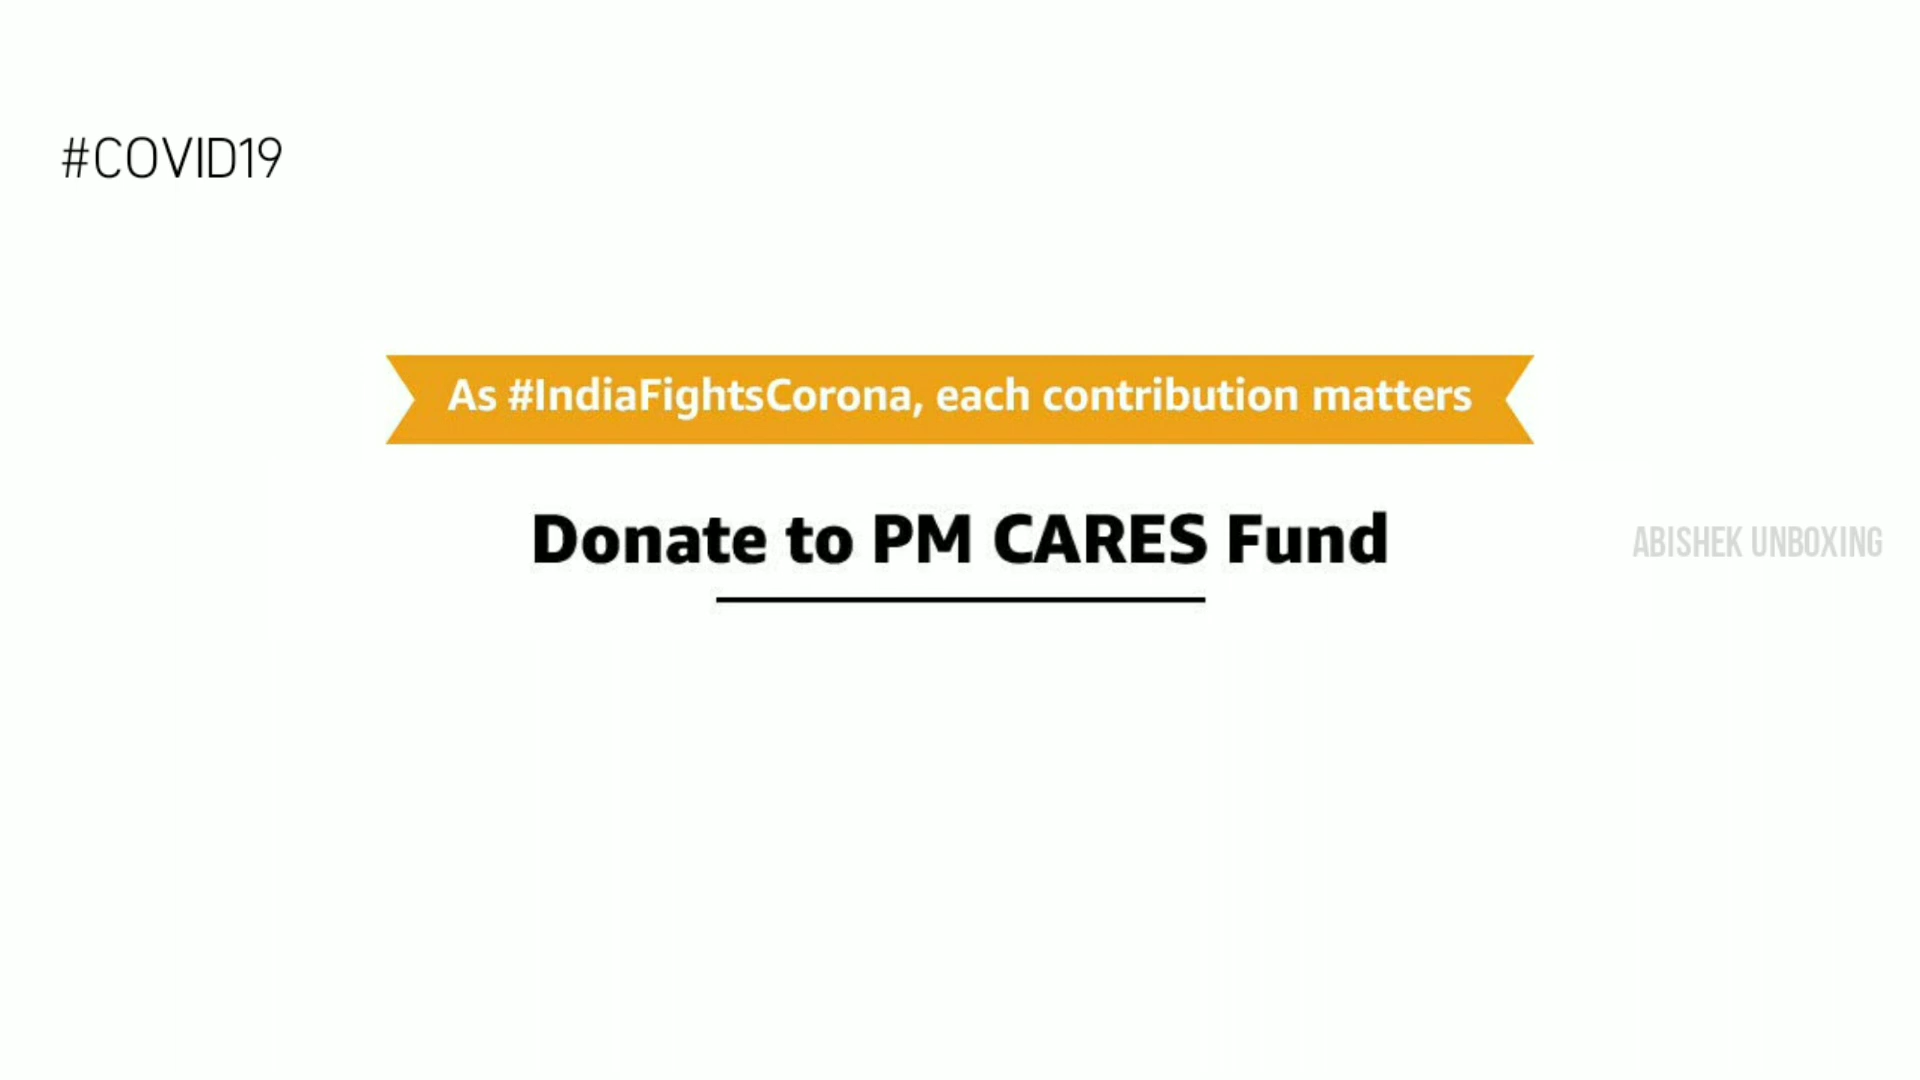 #COVID19
As #IndiaFightsCorona, each contribution matters
Donate to PM CARES Fund
ABISHEK UNBOXING